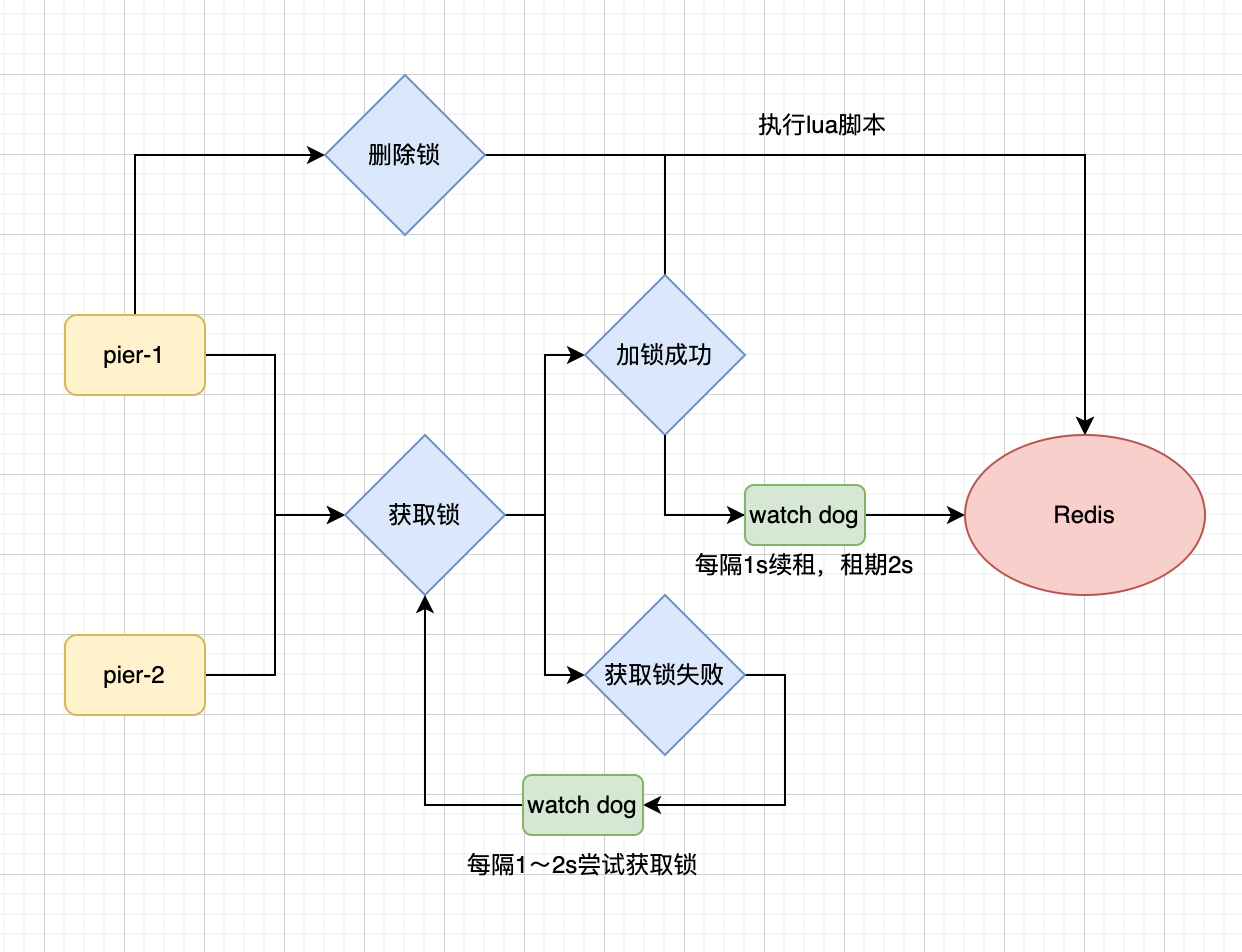 执行lua脚本
删除锁
pier-1
加锁成功
获取锁
watch dog
Redis
每隔1s续租，租期2s
pier-2
获取锁失败
watch dog
每隔1～2s尝试获取锁